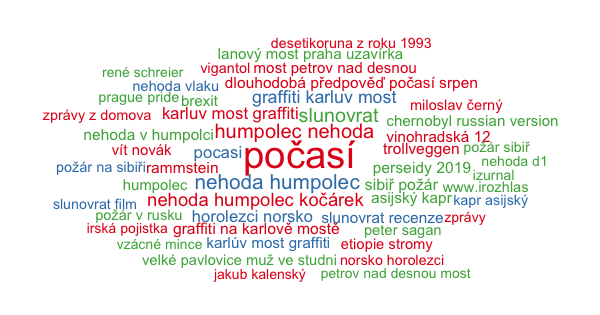 desetikoruna z roku 1993
lanový most praha uzavírka
rené schreier vigantol most petrov nad desnou
nehoda vlaku dlouhodobá předpověď počasí srpen
prague pride brexit graffiti karluv most miloslav černý
zprávy z domova karluv most graffiti slunovrat chernobyl russian version
nehoda v humpolci humpolec nehoda vinohradská 12
vít novák pocasi počasí trollveggen požár sibiř
požár na sibiři rammstein perseidy 2019 nehoda d1
humpolec nehoda humpolec sibiř požár izurnal
www.irozhlas
slunovrat film nehoda humpolec kočárek asijský kapr kapr asijský
požár v rusku horolezci norsko slunovrat recenze zprávy
irská pojistka graffiti na karlově mostě peter sagan
vzácné mince karlův most graffiti etiopie stromy
velké pavlovice muž ve studni norsko horolezci
jakub kalenský petrov nad desnou most